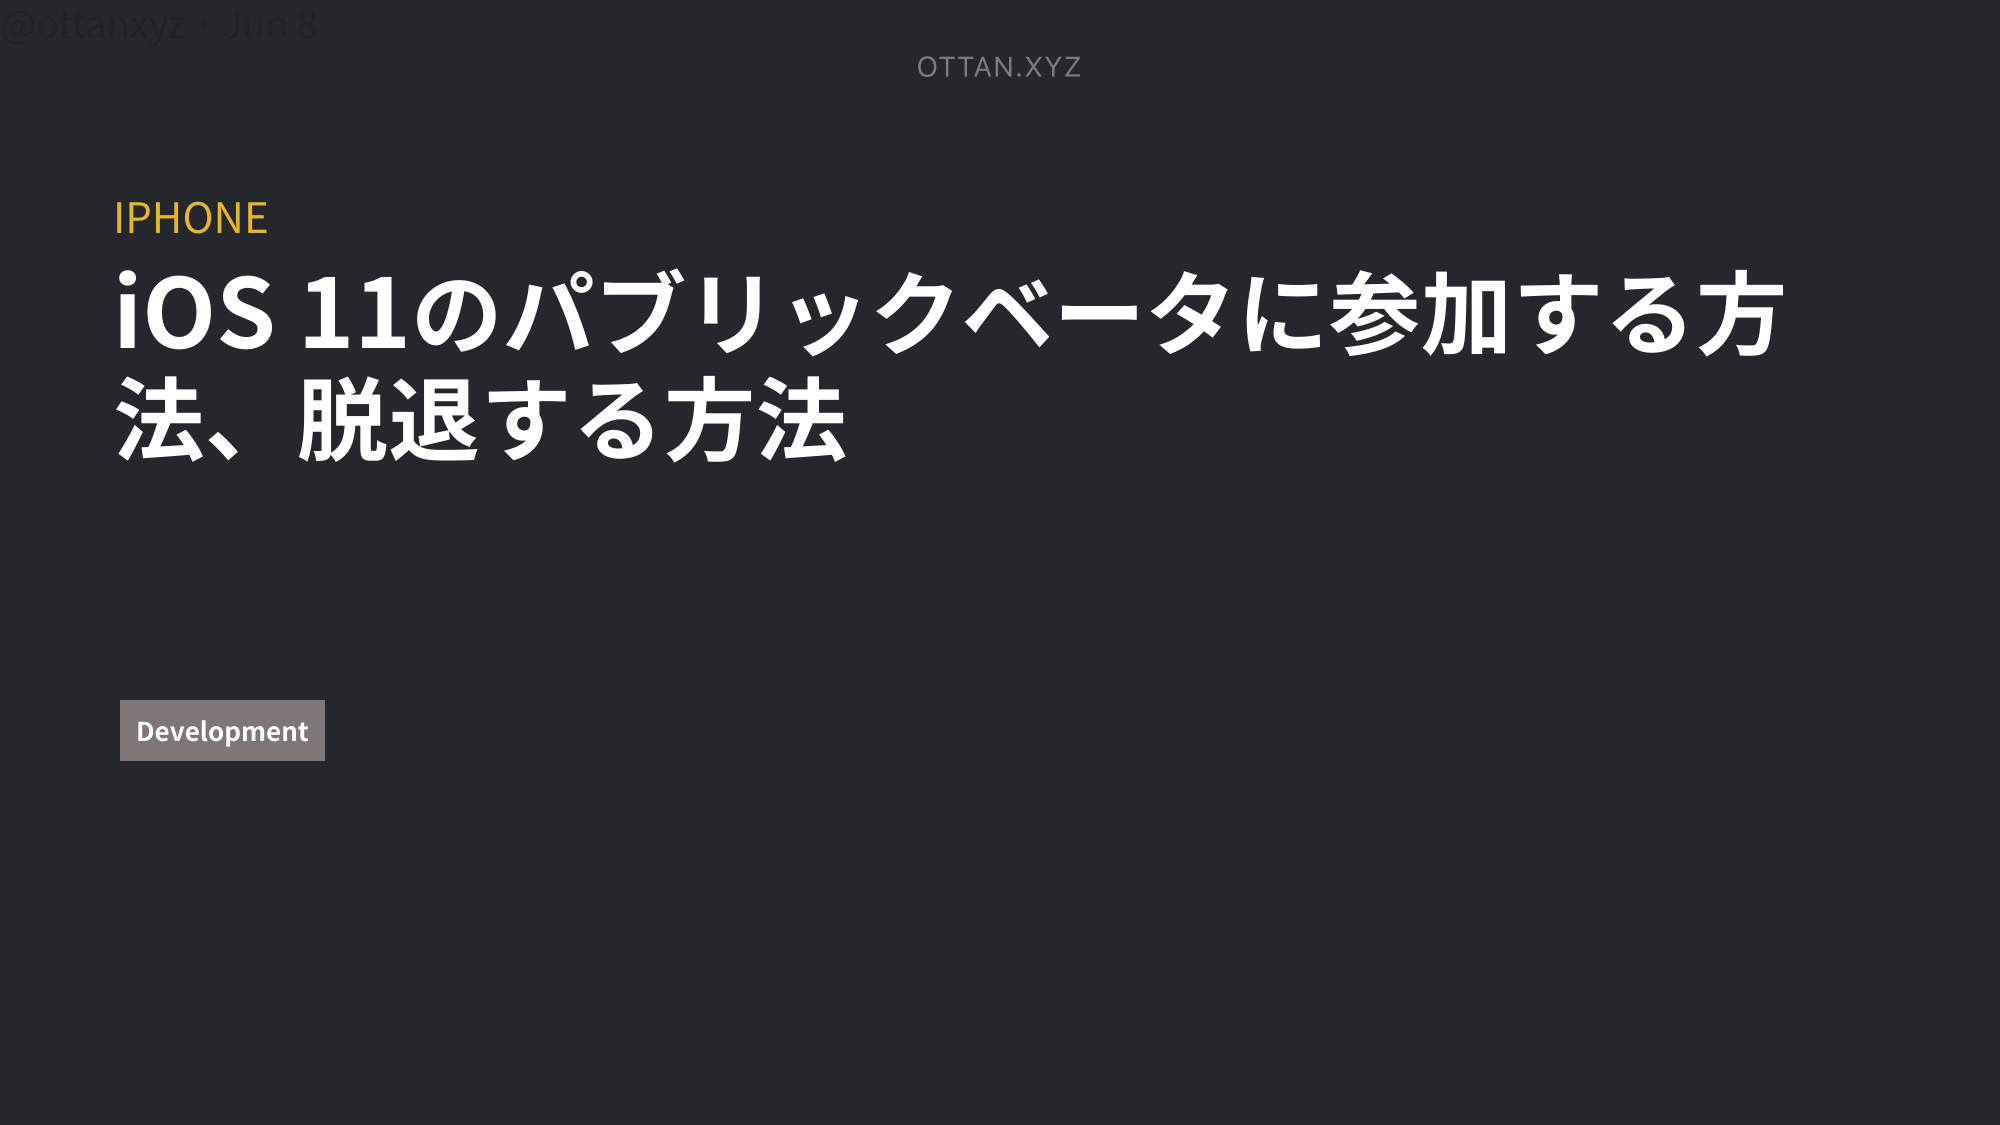 @ottanxyz・Jun 8
OTTAN.XYZ
IPHONE
iOS 11のパブリックベータに参加する方
法、脱退する方法
Development